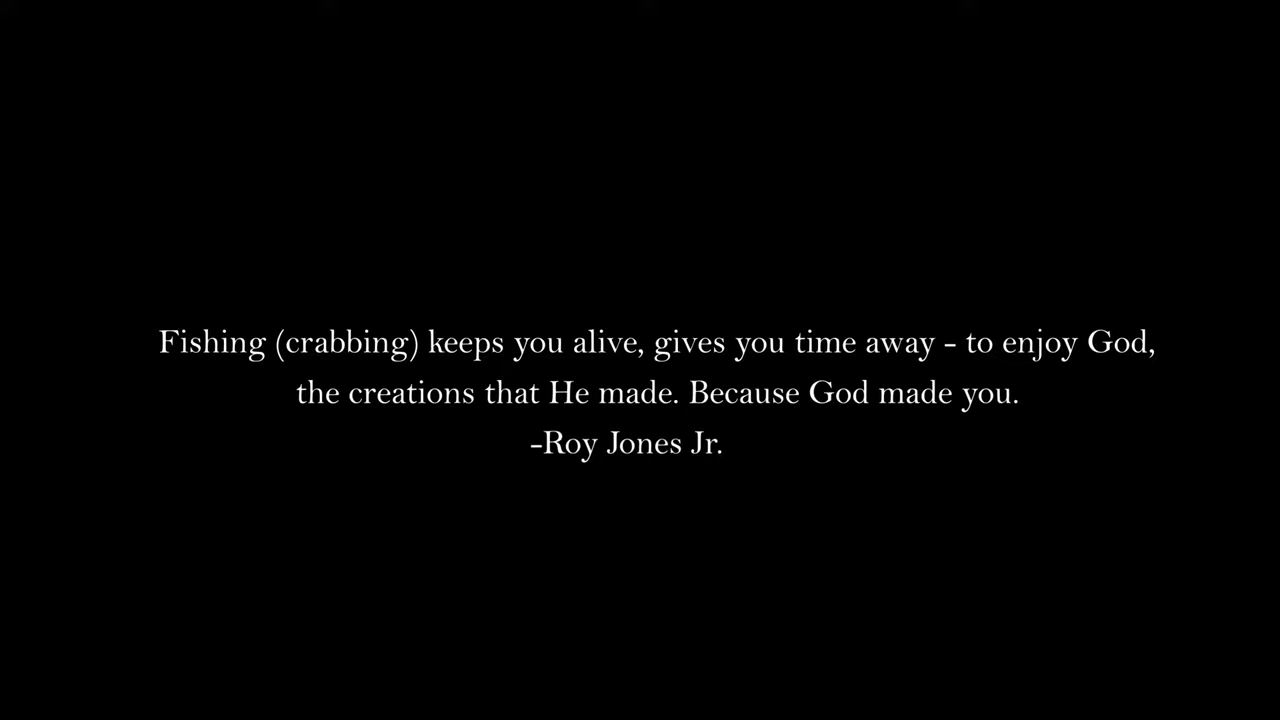 Fishing (crabbing) keeps you alive, gives you time away - to enjoy God,
the creations that He made. Because God made you.
-Roy Jones Jr.